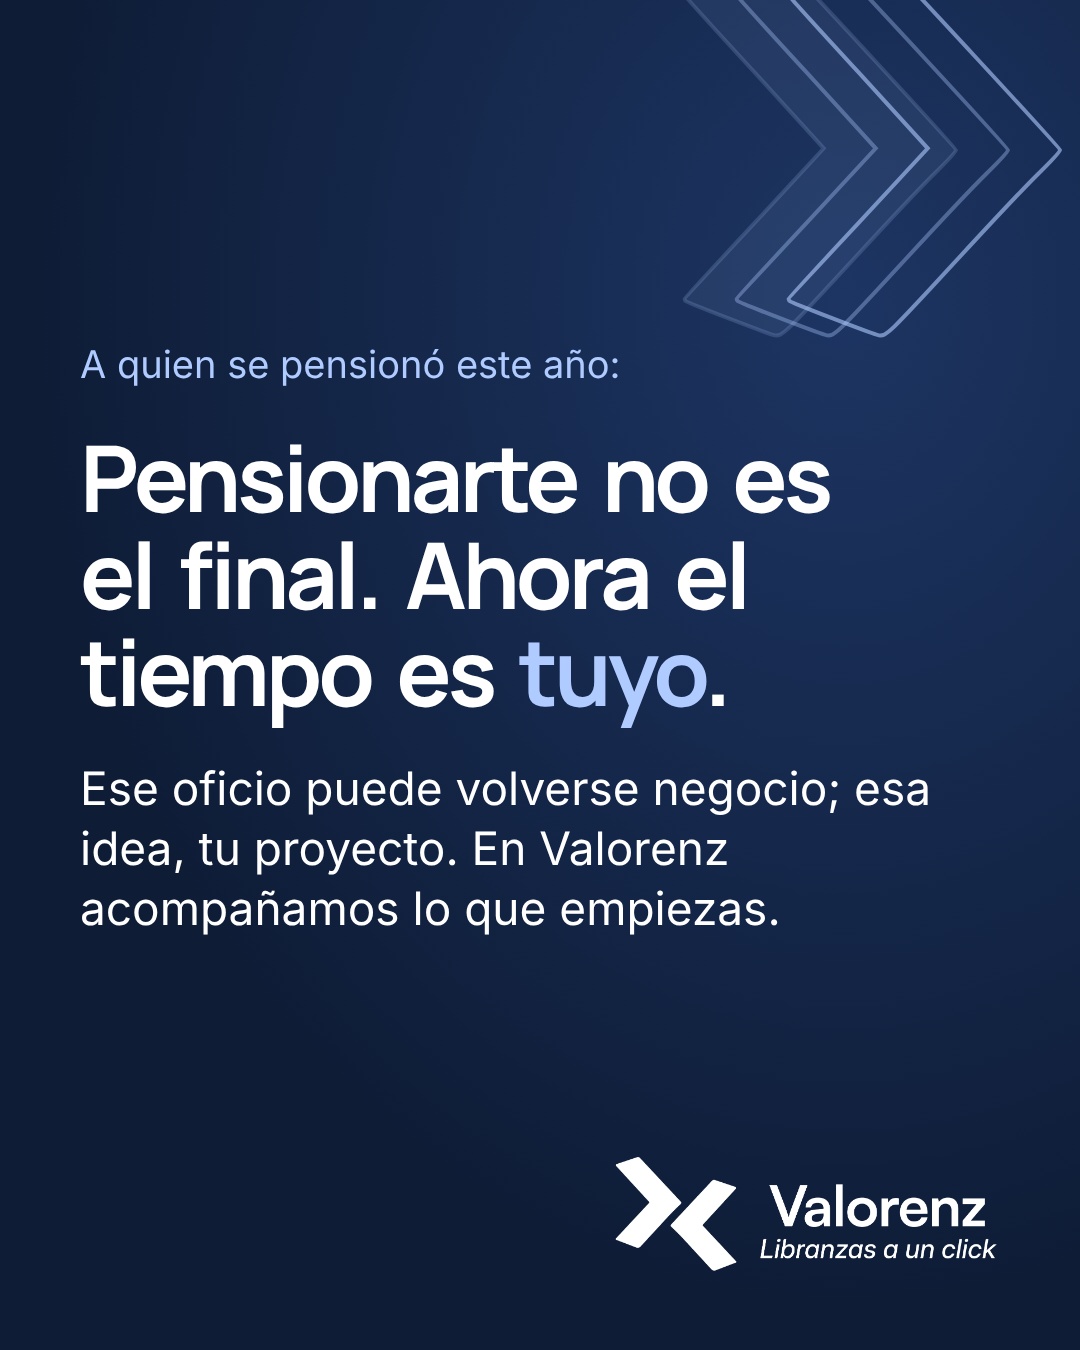 A quien se pensionó este año:
Pensionarte no es
el final. Ahora el
tiempo es tuyo.
Ese oficio puede volverse negocio; esa
idea, tu proyecto. En Valorenz
acompañamos lo que empiezas.
Valorenz
Libranzas a un click